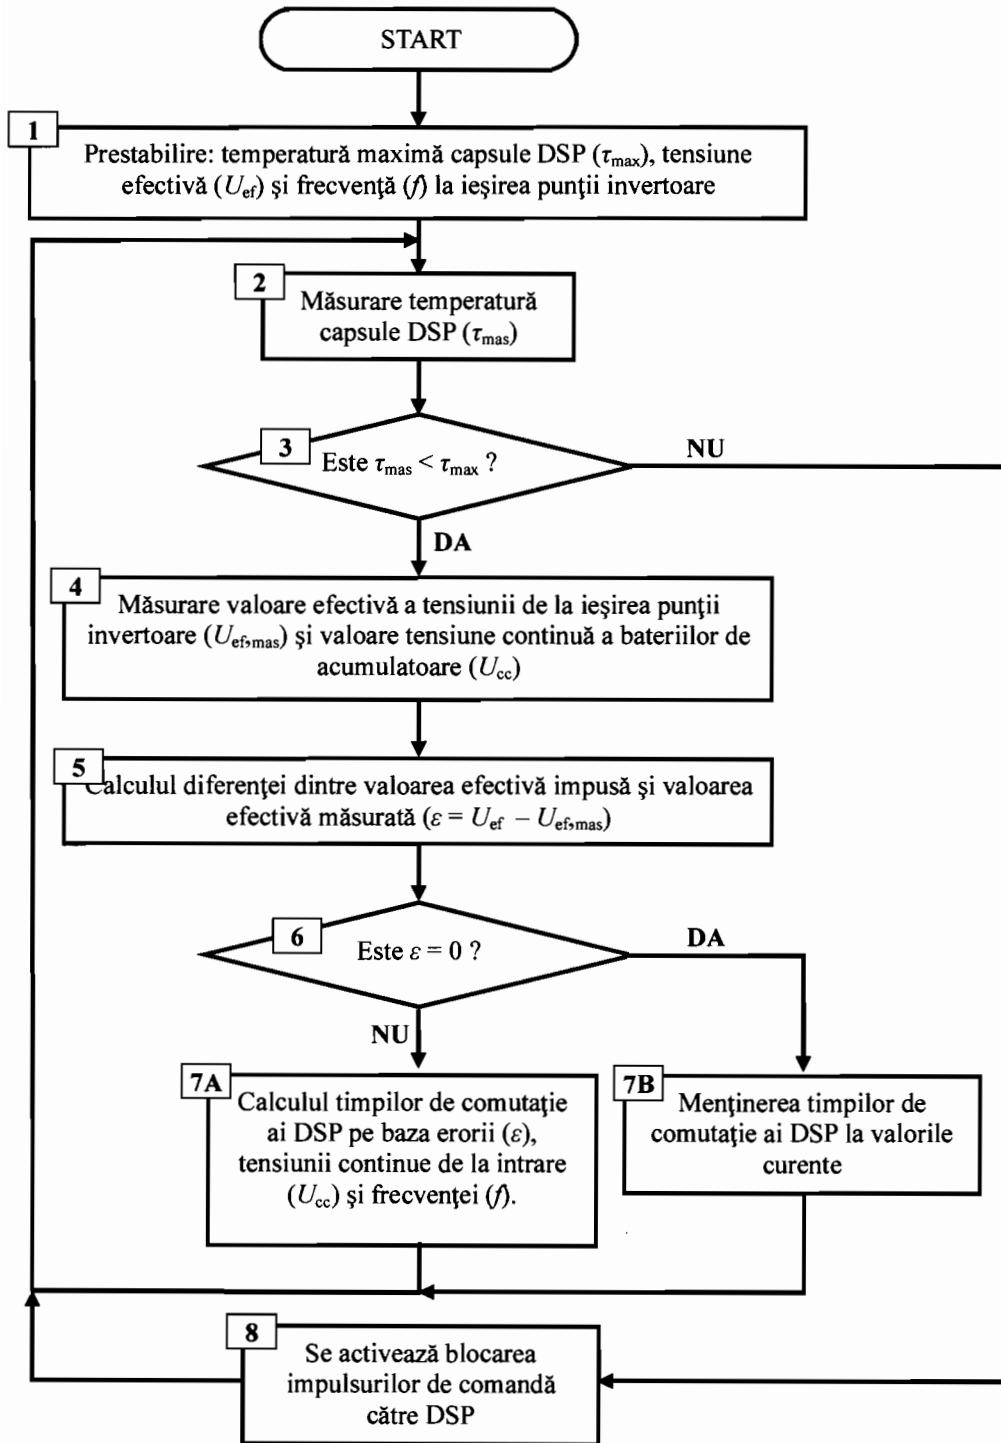 START
1
Prestabilire: temperatură maximă capsule DSP (τmax), tensiune
efectivă (Uef) şi frecvenţă (f) la ieşirea punţii invertoare
2
Măsurare temperatură
capsule DSP (τmas)
3
Este τmas < τmax ?
NU
DA
4
Măsurare valoare efectivă a tensiunii de la ieşirea punţii
invertoare (Uef,mas) şi valoare tensiune continuă a bateriilor de
acumulatoare (Ucc)
5
Calculul diferenţei dintre valoarea efectivă impusă şi valoarea
efectivă măsurată (ε = Uef – Uef,mas)
6
Este ε = 0 ?
DA
NU
7A
Calculul timpilor de comutaţie
ai DSP pe baza erorii (ε),
tensiunii continue de la intrare
(Ucc) şi frecvenţei (f).
7B
Menţinerea timpilor de
comutaţie ai DSP la valorile
curente
8
Se activează blocarea
impulsurilor de comandă
către DSP